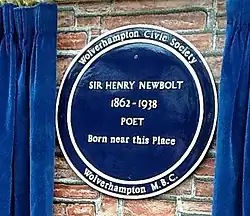 Wolverhampton Civic Society
SIR HENRY NEWBOLT
1862-1938
POET
Born near this Place
Wolverhampton M.B.C.